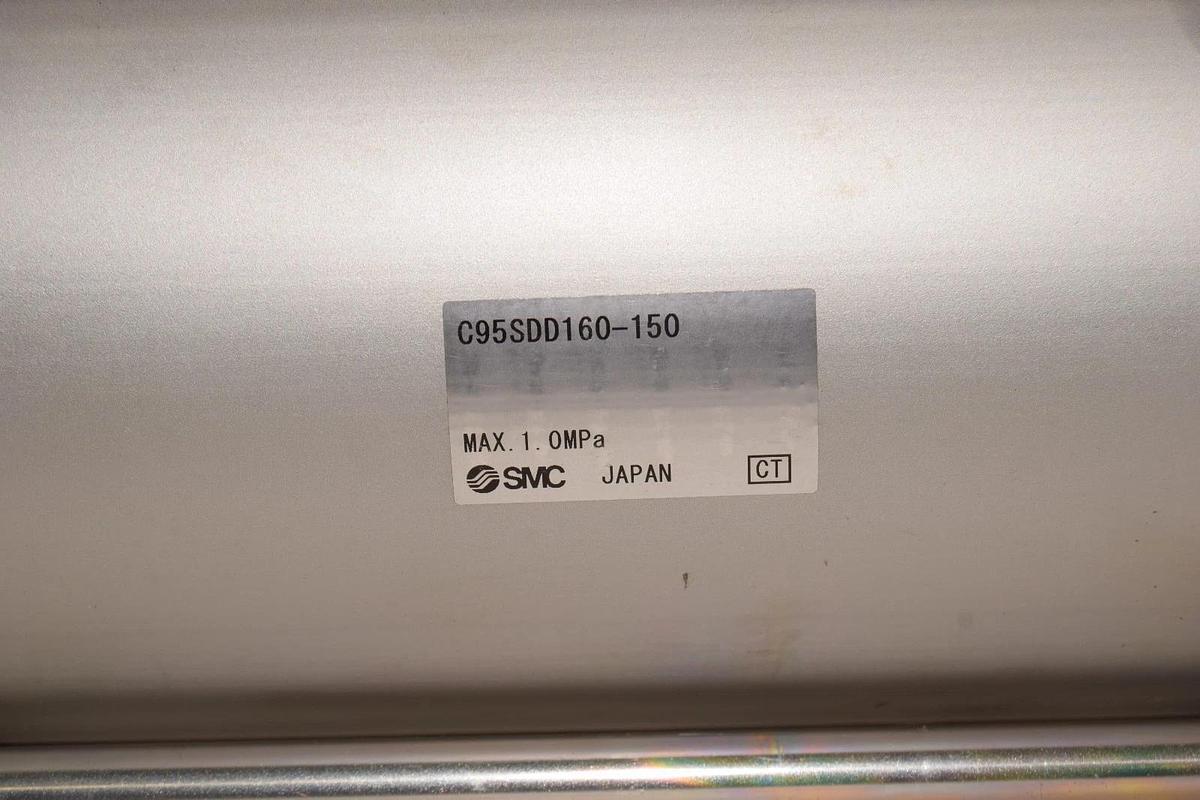 C95SDD160-150
MAX.1.0MPa
SMC JAPAN CT